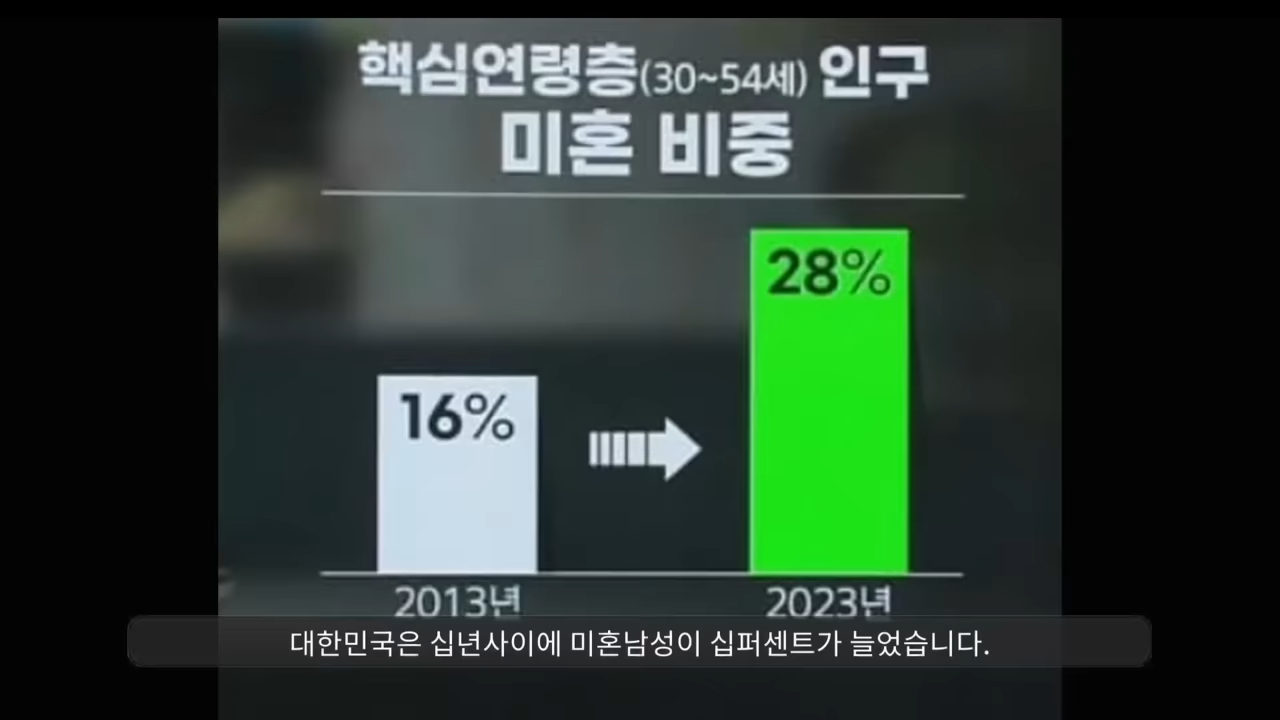 핵심연령층(30~54세) 인구
미혼 비중
16%
28%
2013년
2023년
대한민국은 십년사이에 미혼남성이 십퍼센트가 늘었습니다.